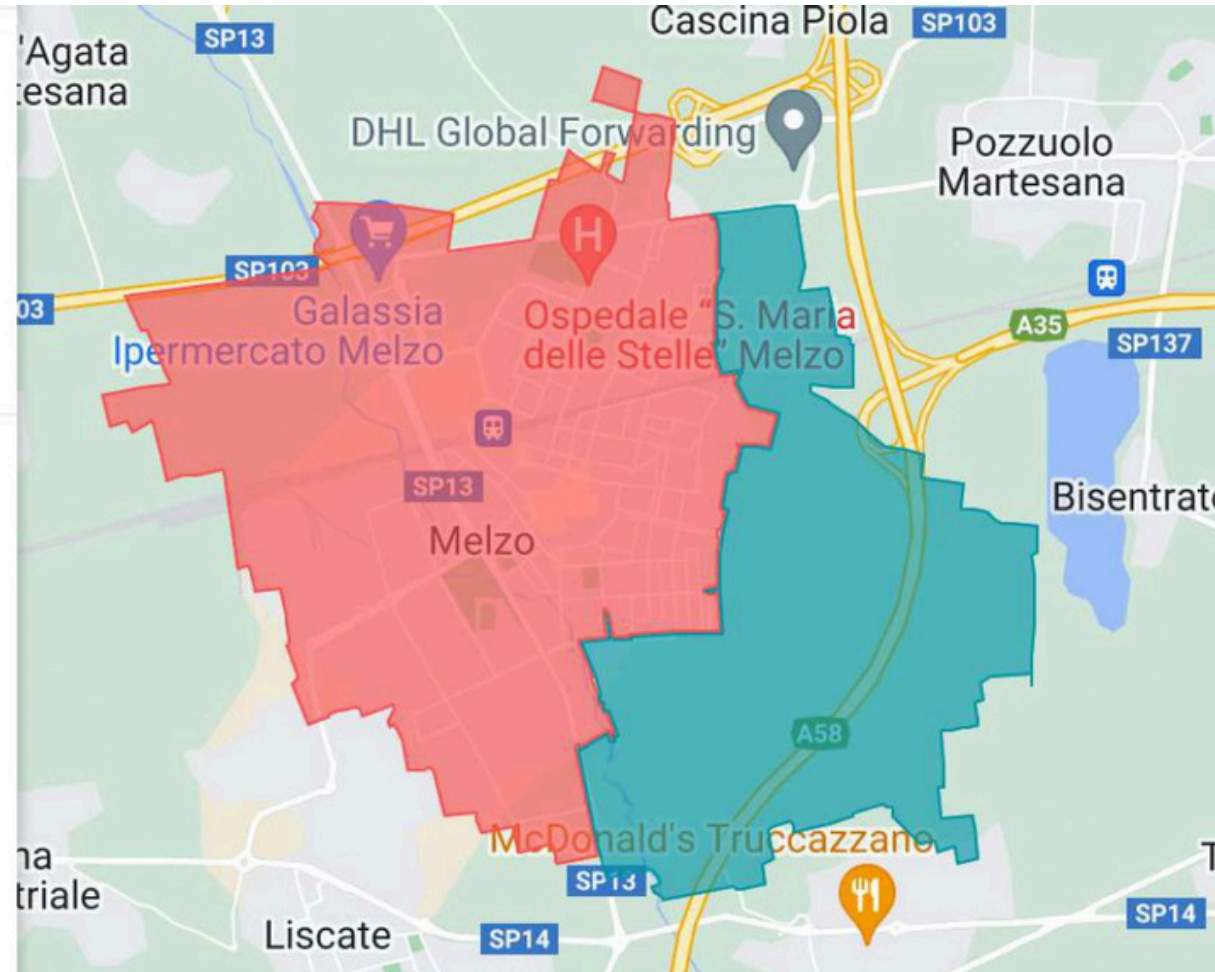 Cascina Piola
SP103
SP13
'Agata
tesana
DHL Global Forwarding
Pozzuolo
Martesana
H
SP103
03
Galassia
Ipermercato Melzo
Ospedale “S. Maria
delle Stelle” Melzo
A35
SP137
SP13
Bisentrat
Melzo
A58
McDonald's Truccazzano
na
triale
SP13
T
SP14
Liscate
SP14